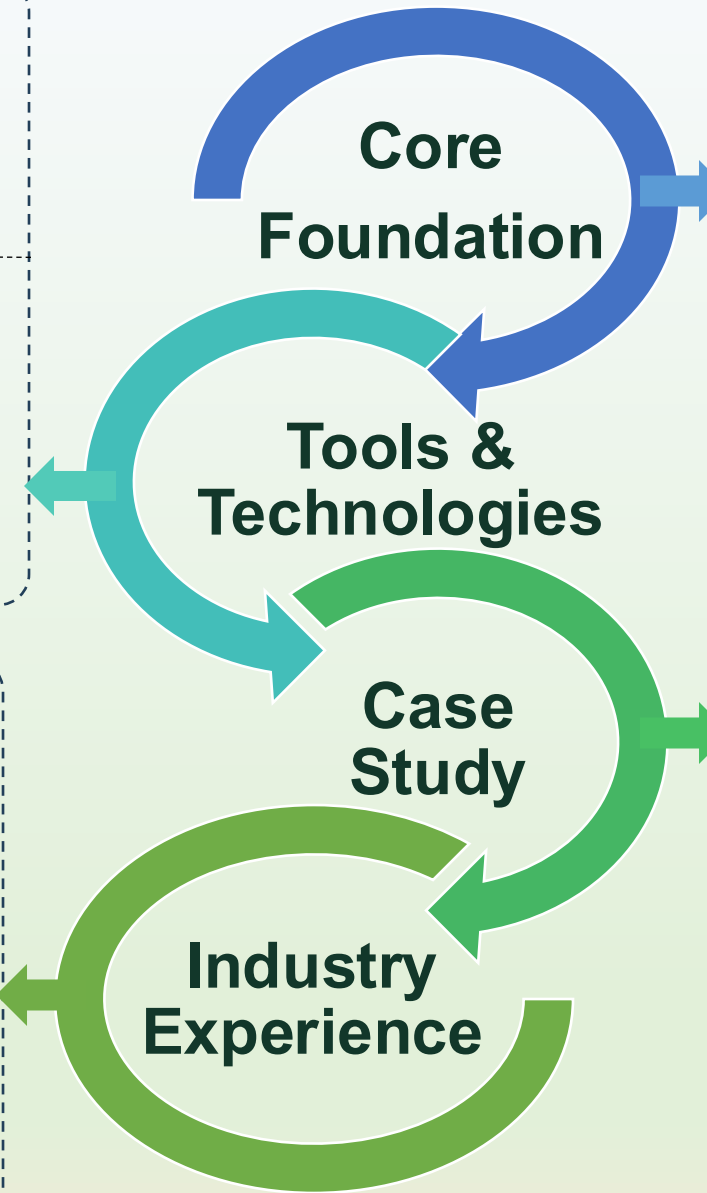 Core
Foundation
Tools &
Technologies
Case
Study
Industry
Experience